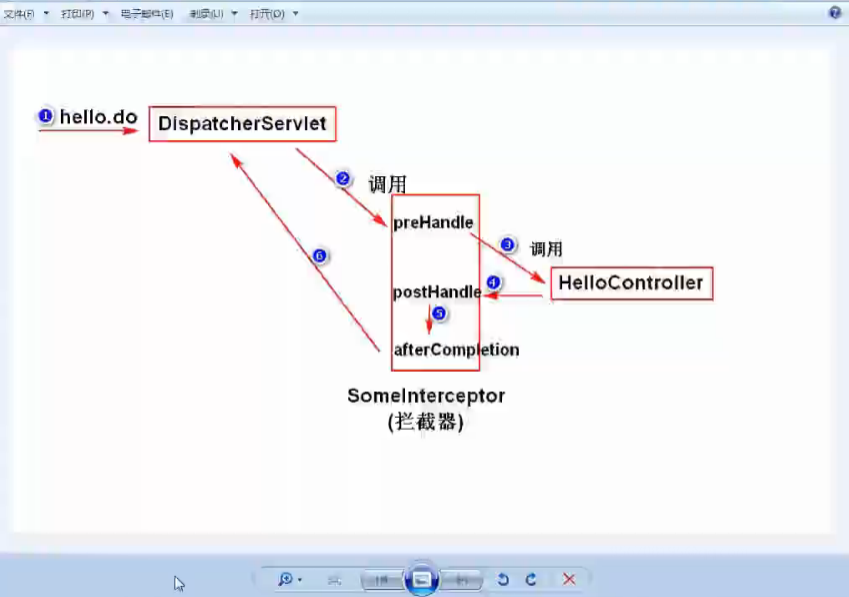 文件(F) 打印(P) 电子邮件(E) 刻录(U) 打开(O)
1 hello.do
DispatcherServlet
2 调用
preHandle
3 调用
6
HelloController
postHandle 4
5
afterCompletion
SomeInterceptor
(拦截器)